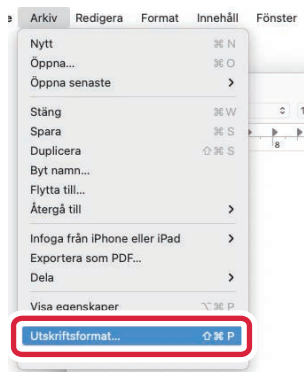 Arkiv Redigera Format Innehåll Fönster
Nytt ⌘ N
Öppna... ⌘ O
Öppna senaste >
Stäng ⌘ W
Spara ⌘ S
Duplicera ⇧ ⌘ S
Byt namn...
Flytta till...
Återgå till >
Infoga från iPhone eller iPad >
Exportera som PDF...
Dela >
Visa egenskaper ⌥ ⌘ P
Utskriftsformat... ⇧ ⌘ P
8